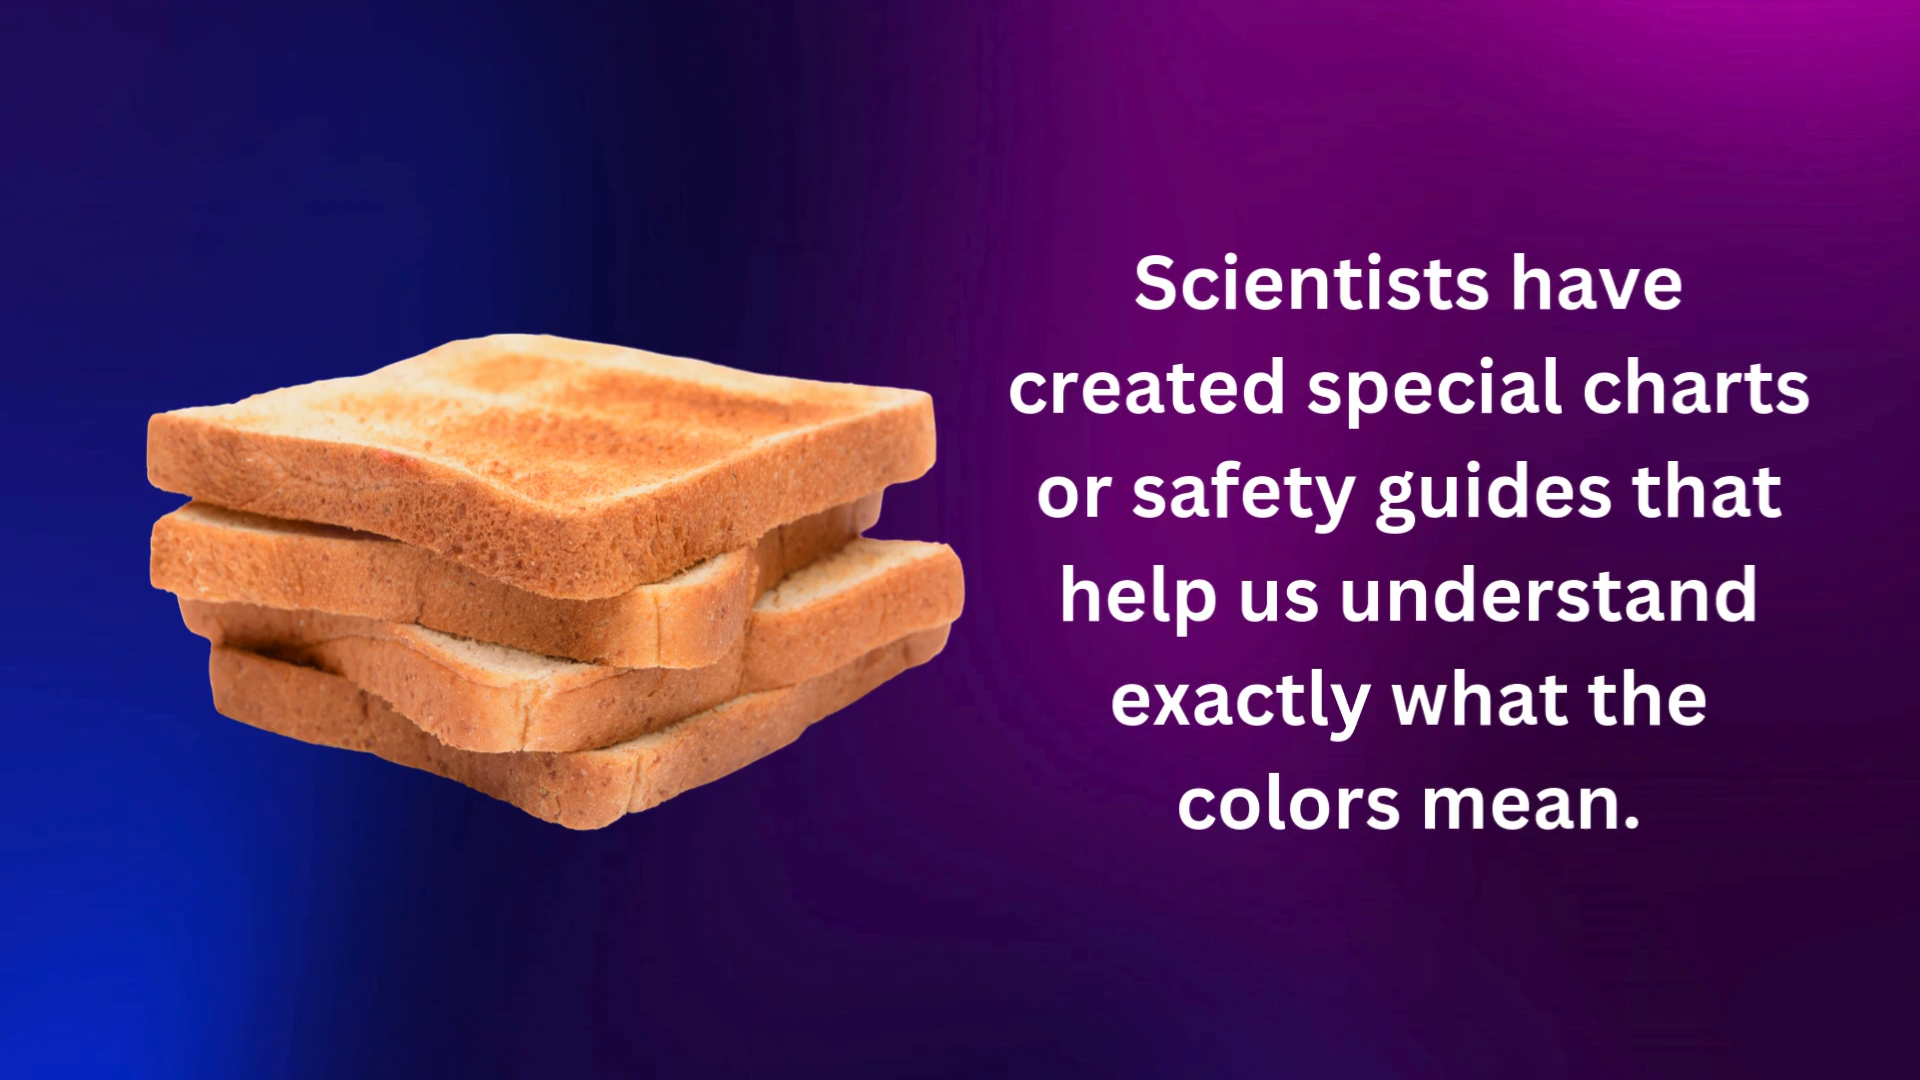 Scientists have
created special charts
or safety guides that
help us understand
exactly what the
colors mean.